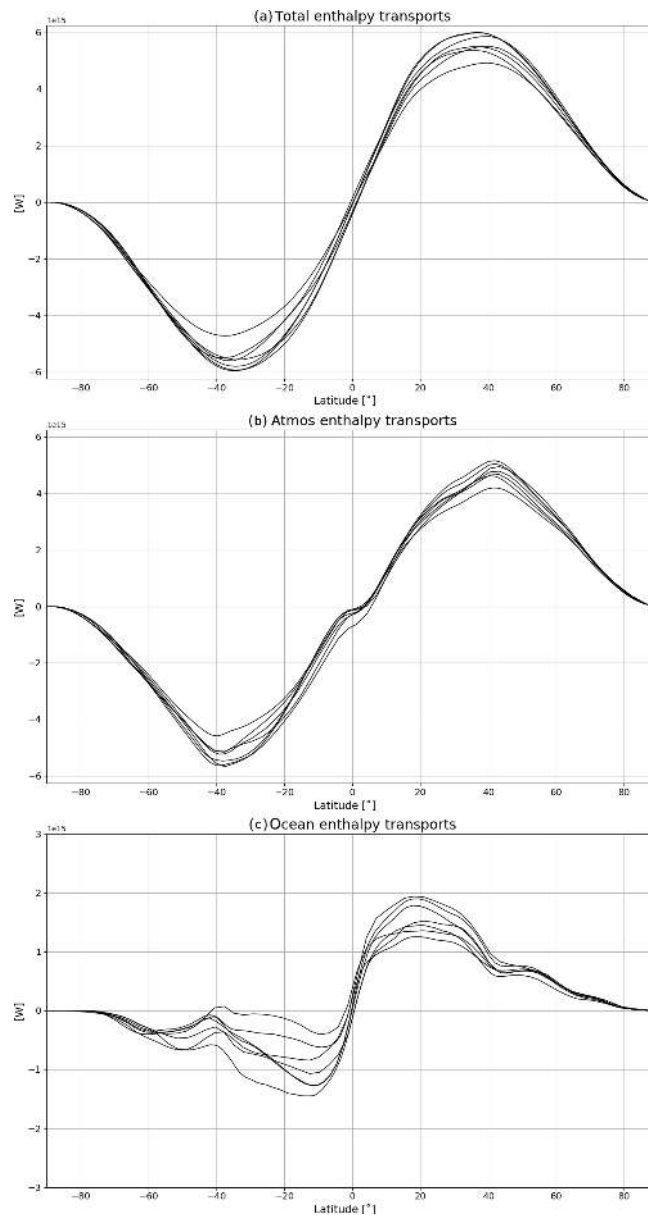 (a) Total enthalpy transports
1e15
6
4
2
0
−2
−4
−6
[W]
−80 −60 −40 −20 0 20 40 60 80
Latitude [°]
(b) Atmos enthalpy transports
1e15
6
4
2
0
−2
−4
−6
[W]
−80 −60 −40 −20 0 20 40 60 80
Latitude [°]
(c) Ocean enthalpy transports
1e15
3
2
1
0
−1
−2
−3
[W]
−80 −60 −40 −20 0 20 40 60 80
Latitude [°]